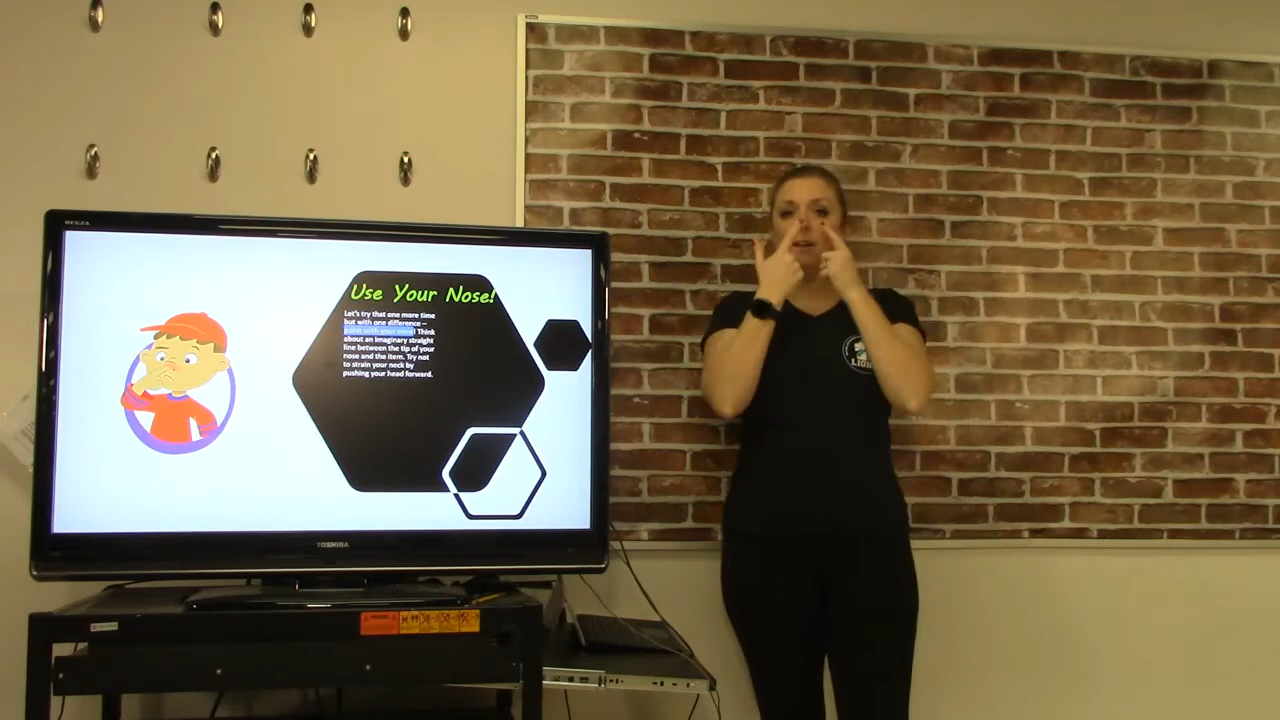 REGZA
Use Your Nose!
Let's try that one more time
but with one difference –
point with your nose! Think
about an imaginary straight
line between the tip of your
nose and the item. Try not
to strain your neck by
pushing your head forward.
TOSHIBA